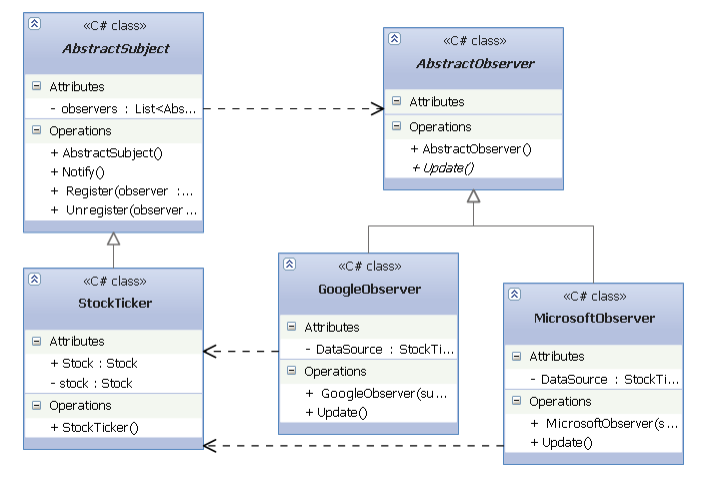 «C# class»
AbstractSubject
Attributes
- observers : List<Abs...
Operations
+ AbstractSubject()
+ Notify()
+ Register(observer :...
+ Unregister(observer...
«C# class»
AbstractObserver
Attributes
Operations
+ AbstractObserver()
+ Update()
«C# class»
StockTicker
Attributes
+ Stock : Stock
- stock : Stock
Operations
+ StockTicker()
«C# class»
GoogleObserver
Attributes
- DataSource : StockTi...
Operations
+ GoogleObserver(su...
+ Update()
«C# class»
MicrosoftObserver
Attributes
- DataSource : StockTi...
Operations
+ MicrosoftObserver(s...
+ Update()